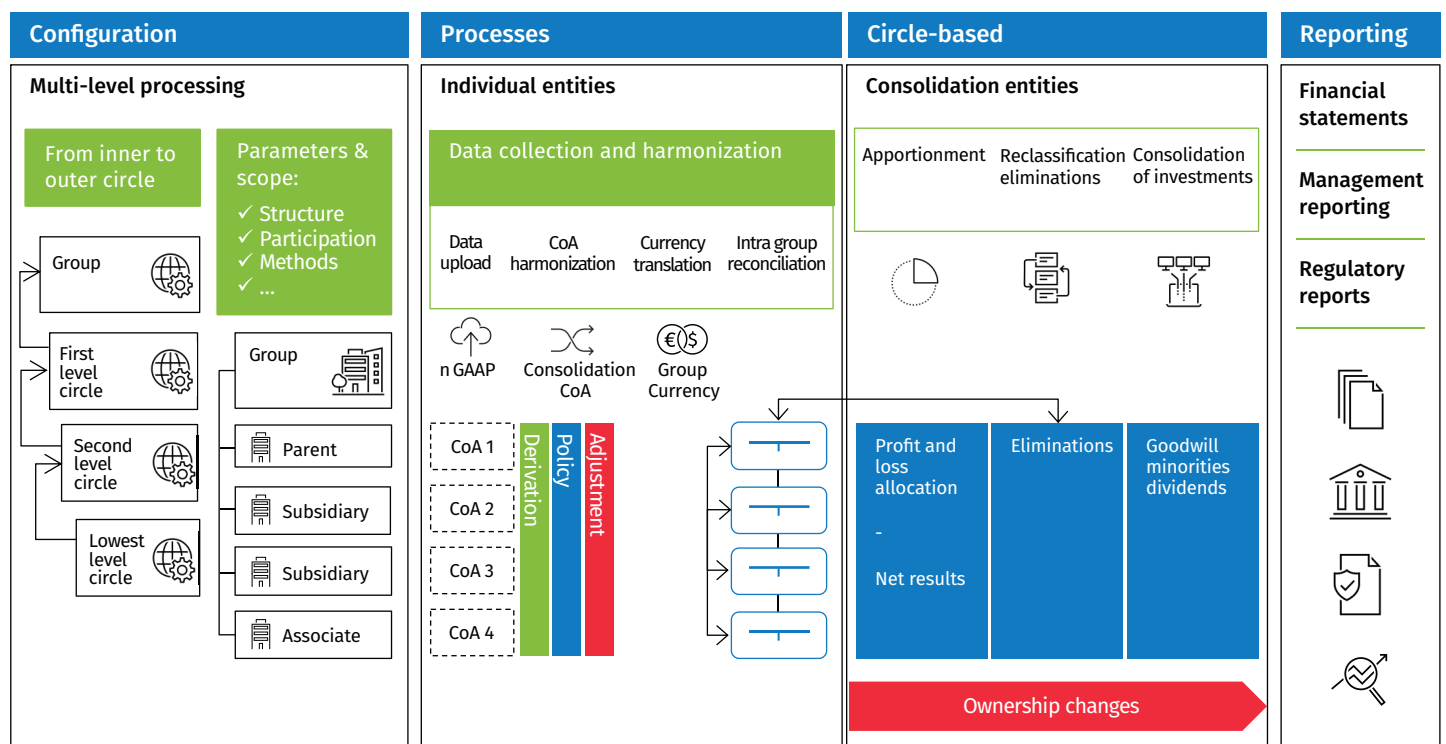 Configuration
Multi-level processing
From inner to
outer circle
Parameters &
scope:
✓ Structure
✓ Participation
✓ Methods
✓ ...
Group
First
level
circle
Second
level
circle
Lowest
level
circle
Group
Parent
Subsidiary
Subsidiary
Associate
Processes
Individual entities
Data collection and harmonization
Data
upload
CoA
harmonization
Currency
translation
Intra group
reconciliation
n GAAP
Consolidation
CoA
€
$
Group
Currency
CoA 1
CoA 2
CoA 3
CoA 4
Derivation
Policy
Adjustment
Circle-based
Consolidation entities
Apportionment
Reclassification
eliminations
Consolidation
of investments
Profit and
loss
allocation
-
Net results
Eliminations
Goodwill
minorities
dividends
Ownership changes
Reporting
Financial
statements
Management
reporting
Regulatory
reports